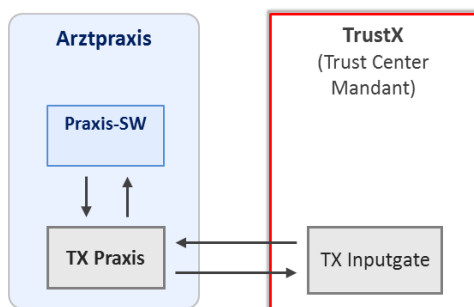 Arztpraxis
Praxis-SW
TX Praxis
TrustX
(Trust Center
Mandant)
TX Inputgate